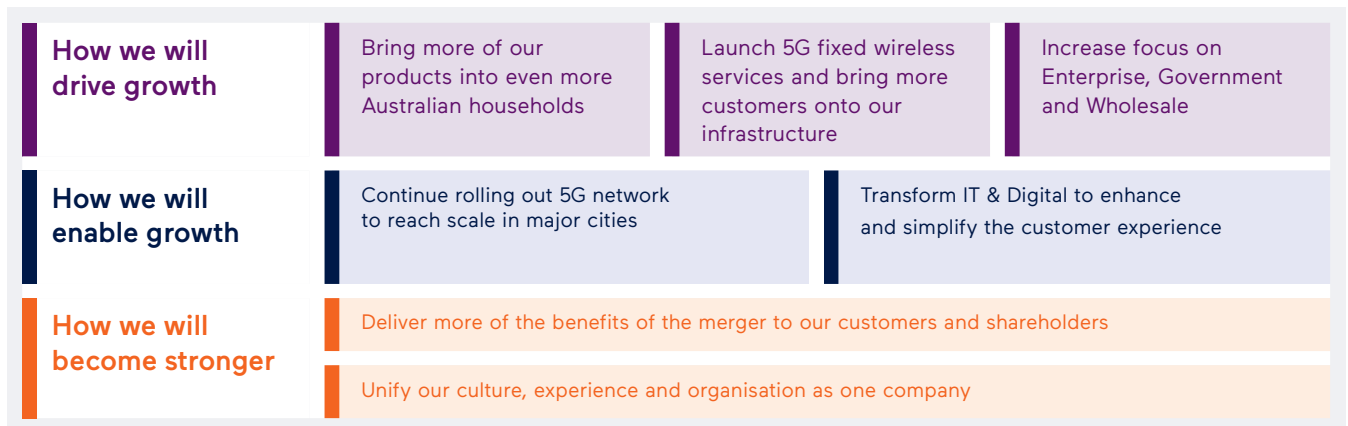 How we will
drive growth
Bring more of our
products into even more
Australian households
Launch 5G fixed wireless
services and bring more
customers onto our
infrastructure
Increase focus on
Enterprise, Government
and Wholesale
How we will
enable growth
Continue rolling out 5G network
to reach scale in major cities
Transform IT & Digital to enhance
and simplify the customer experience
How we will
become stronger
Deliver more of the benefits of the merger to our customers and shareholders
Unify our culture, experience and organisation as one company